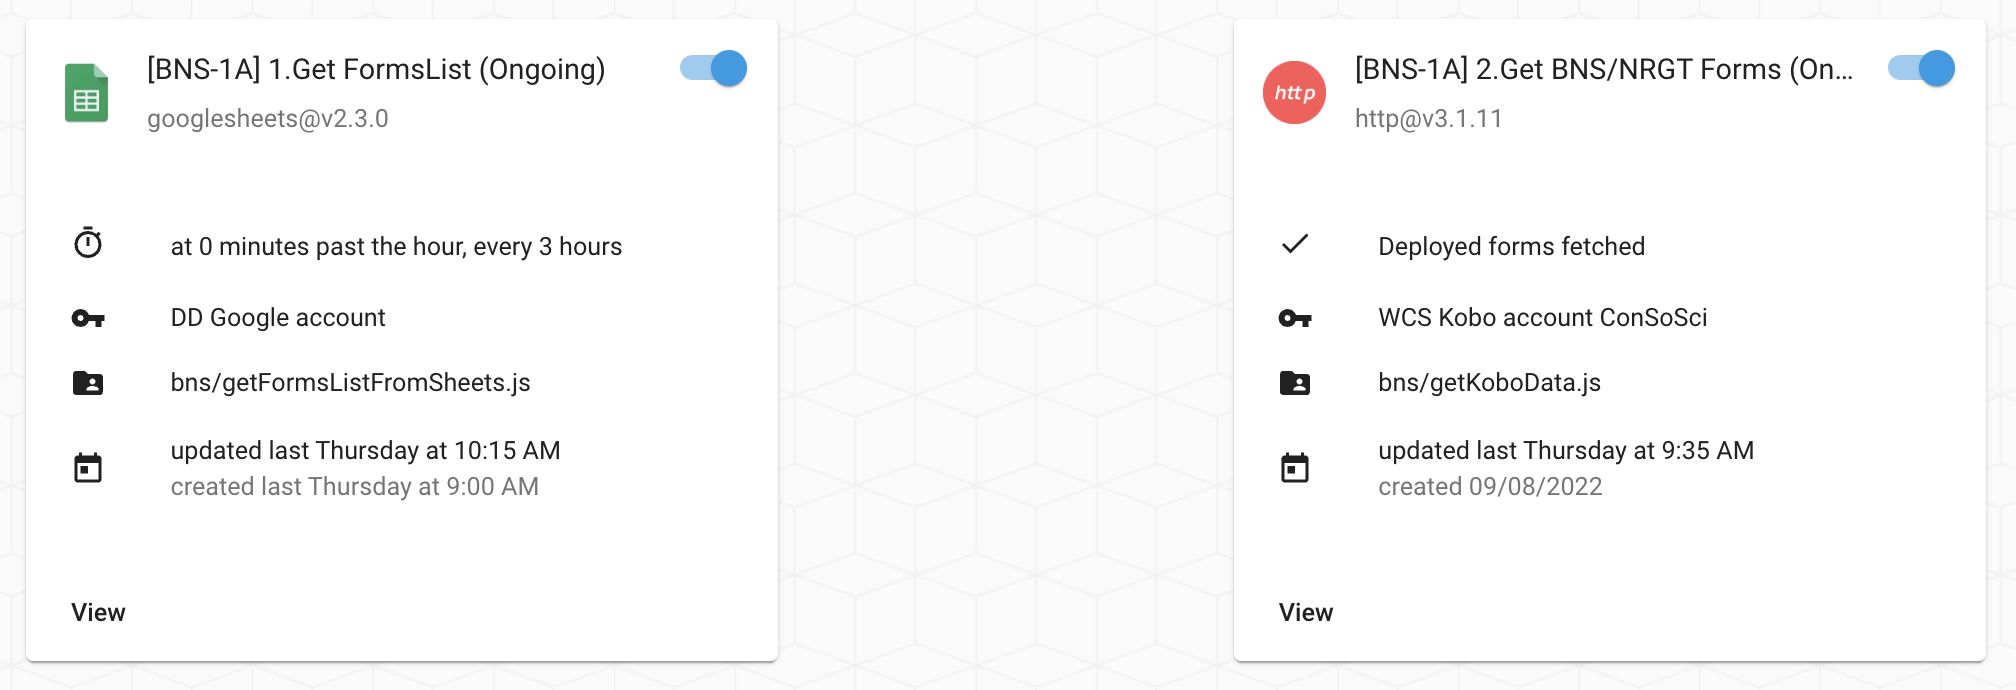 [BNS-1A] 1.Get FormsList (Ongoing)
googlesheets@v2.3.0
at 0 minutes past the hour, every 3 hours
DD Google account
bns/getFormsListFromSheets.js
updated last Thursday at 10:15 AM
created last Thursday at 9:00 AM
View
http
[BNS-1A] 2.Get BNS/NRGT Forms (On...
http@v3.1.11
Deployed forms fetched
WCS Kobo account ConSoSci
bns/getKoboData.js
updated last Thursday at 9:35 AM
created 09/08/2022
View